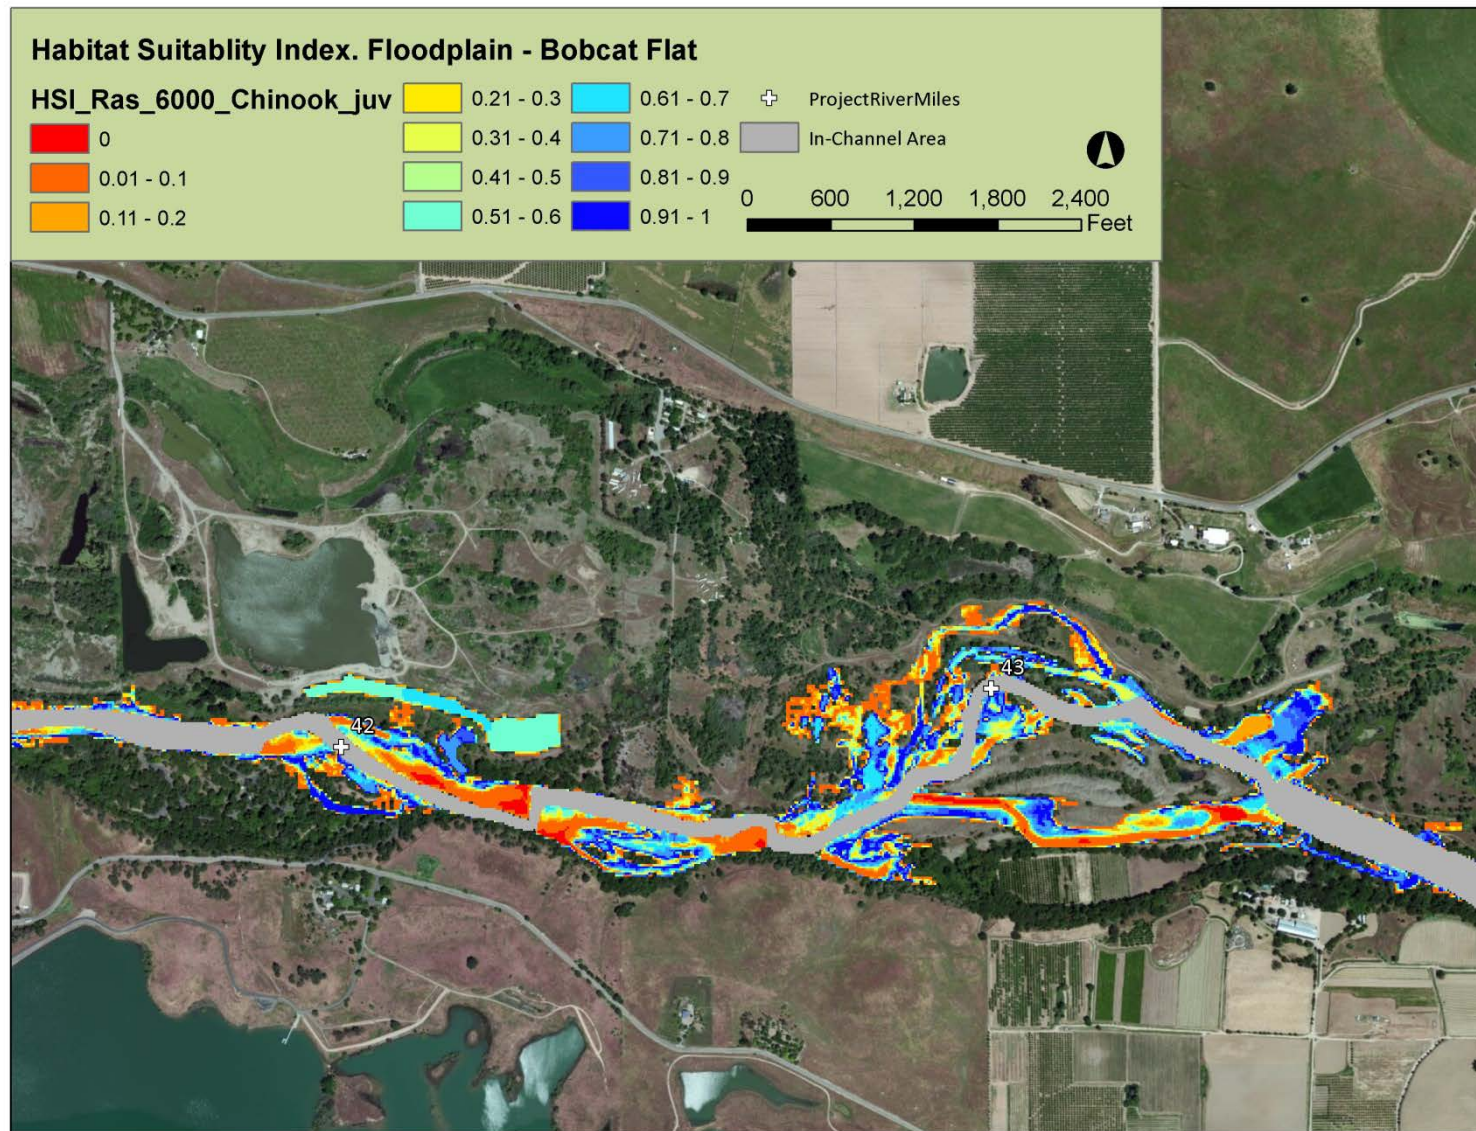 Habitat Suitablity Index. Floodplain - Bobcat Flat
HSI_Ras_6000_Chinook_juv
0
0.01 - 0.1
0.11 - 0.2
0.21 - 0.3
0.31 - 0.4
0.41 - 0.5
0.51 - 0.6
0.61 - 0.7
0.71 - 0.8
0.81 - 0.9
0.91 - 1
ProjectRiverMiles
In-Channel Area
0 600 1,200 1,800 2,400
Feet
43
42